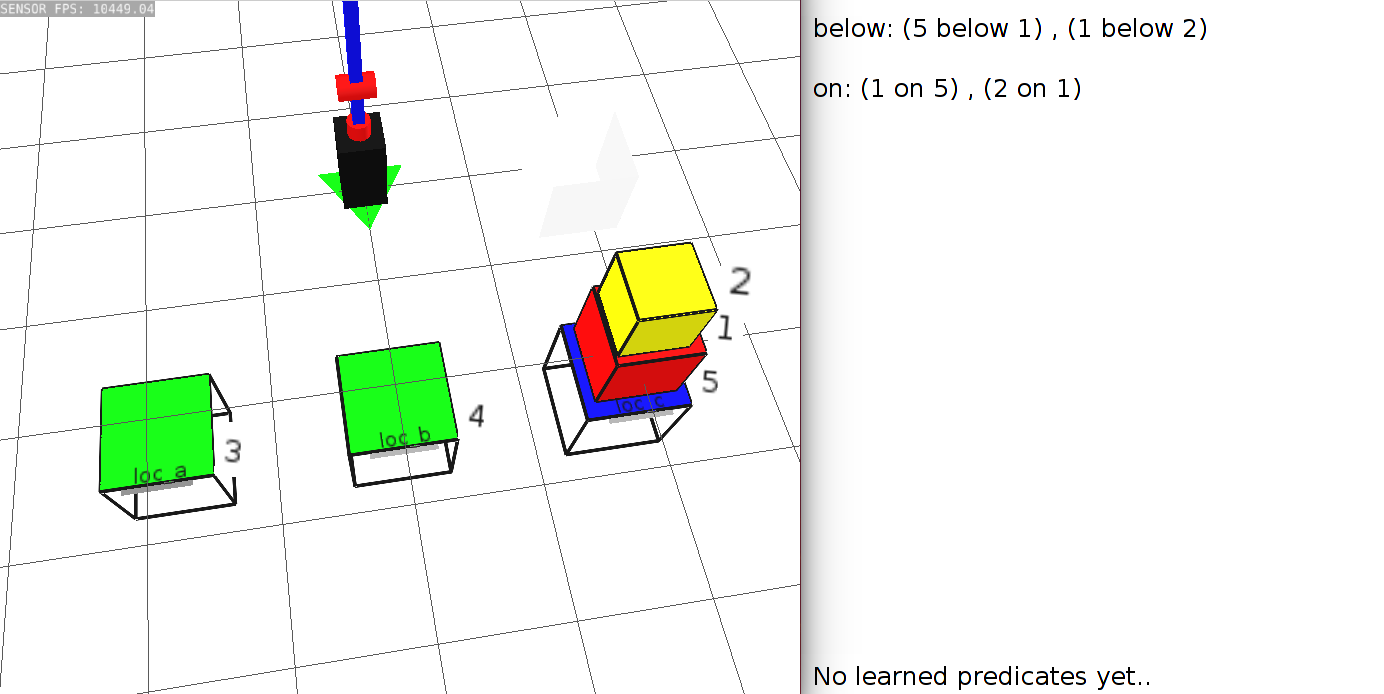 SENSOR FPS: 10449.04
below: (5 below 1) , (1 below 2)
on: (1 on 5) , (2 on 1)
2
1
5
loc_c
4
loc_b
3
loc_a
No learned predicates yet..